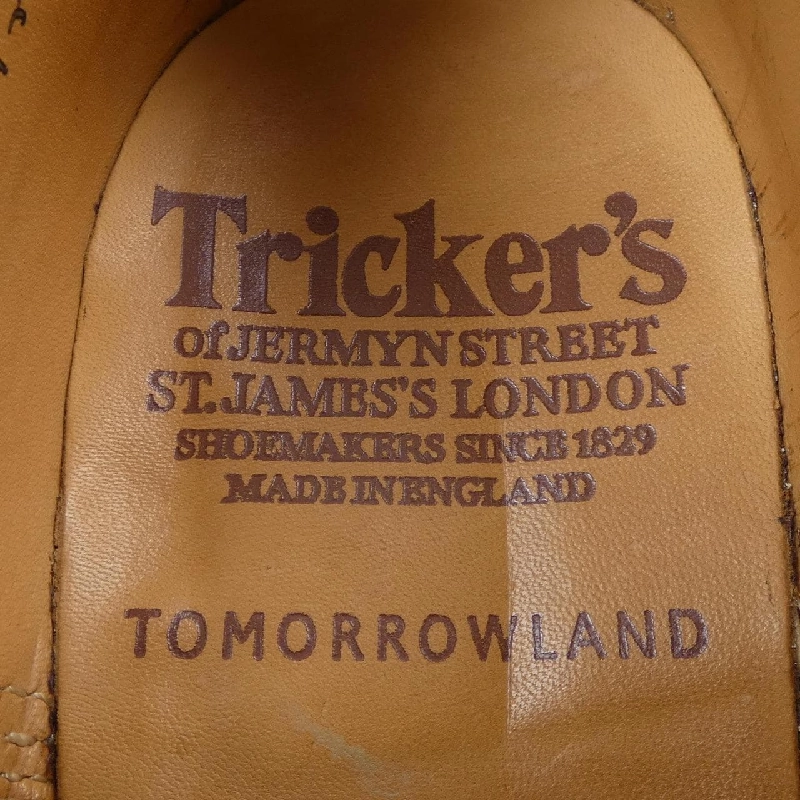 Tricker's
of JERMYN STREET
ST. JAMES'S LONDON
SHOEMAKERS SINCE 1829
MADE IN ENGLAND
TOMORROWLAND